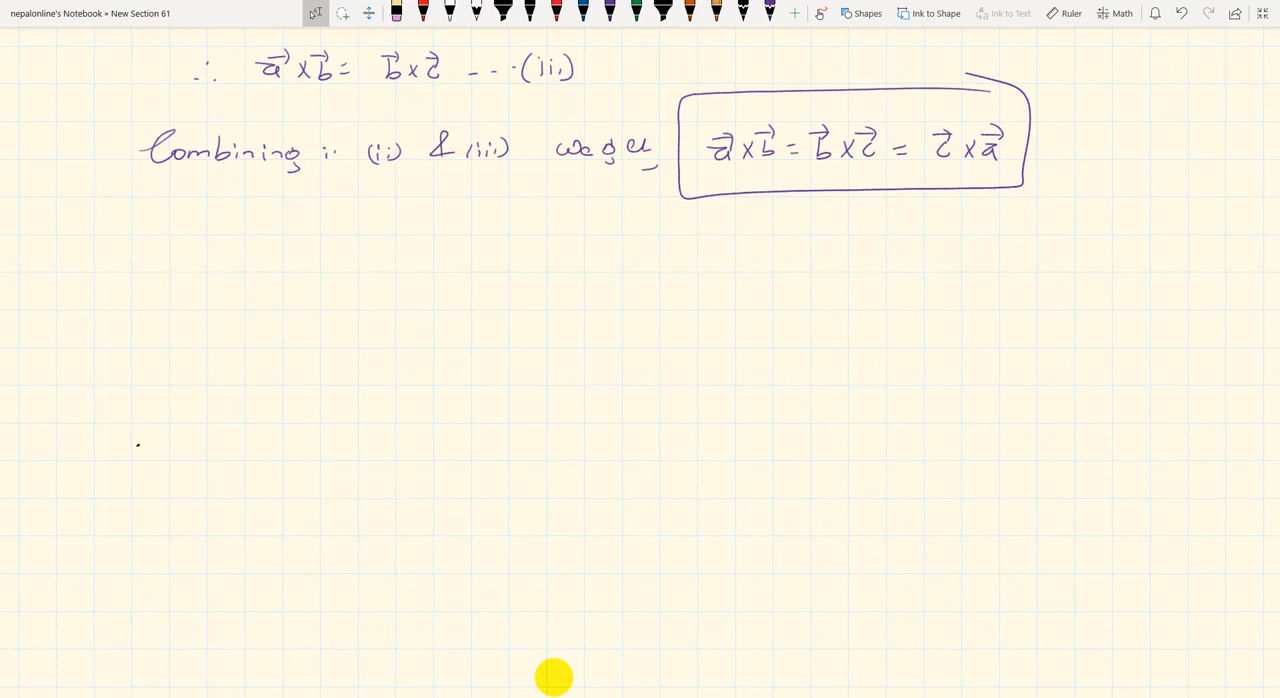 nepalonline's Notebook » New Section 61
Shapes Ink to Shape Ink to Text Ruler Math
∴ a⃗ × b⃗ = b⃗ × c⃗ --- (iii)
Combining (ii) & (iii) we get, a⃗ × b⃗ = b⃗ × c⃗ = c⃗ × a⃗